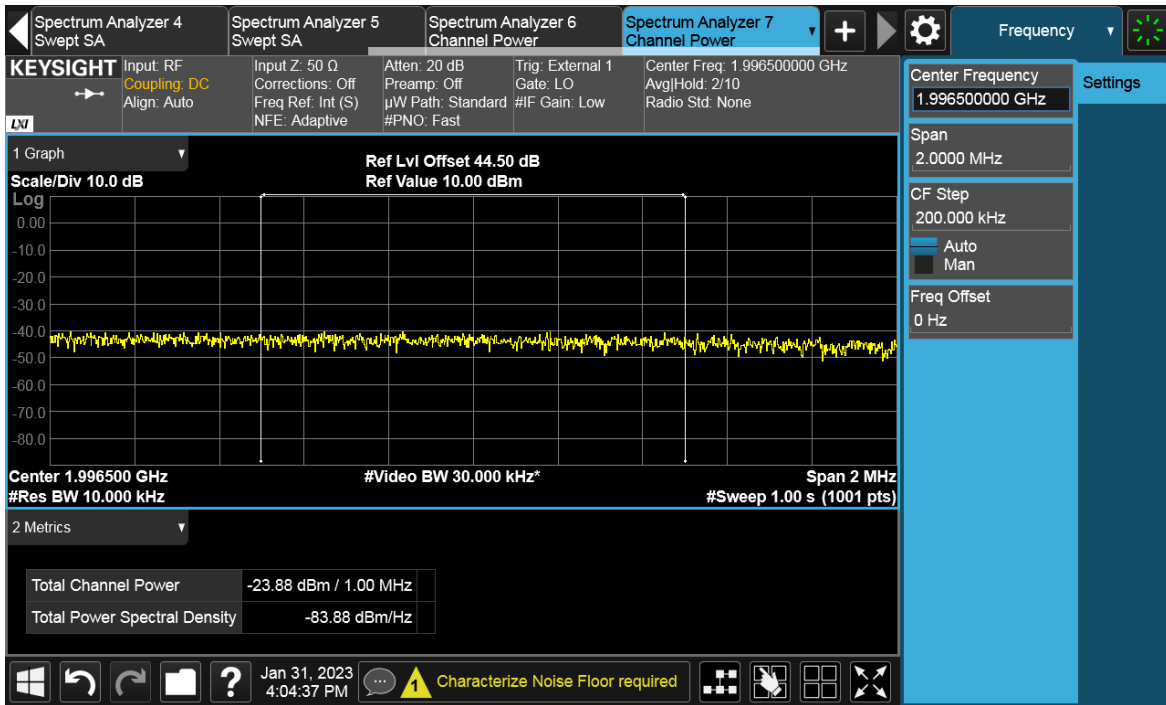 Spectrum Analyzer 4
Swept SA
Spectrum Analyzer 5
Swept SA
Spectrum Analyzer 6
Channel Power
Spectrum Analyzer 7
Channel Power
Frequency
KEYSIGHT
LXI
Input: RF
Coupling: DC
Align: Auto
Input Z: 50 Ω
Corrections: Off
Freq Ref: Int (S)
NFE: Adaptive
Atten: 20 dB
Preamp: Off
µW Path: Standard
#PNO: Fast
Trig: External 1
Gate: LO
#IF Gain: Low
Center Freq: 1.996500000 GHz
Avg|Hold: 2/10
Radio Std: None
Center Frequency
1.996500000 GHz
Settings
Span
2.0000 MHz
CF Step
200.000 kHz
Auto
Man
Freq Offset
0 Hz
1 Graph
Scale/Div 10.0 dB
Ref Lvl Offset 44.50 dB
Ref Value 10.00 dBm
Log
0.00
-10.0
-20.0
-30.0
-40.0
-50.0
-60.0
-70.0
-80.0
Center 1.996500 GHz
#Video BW 30.000 kHz*
Span 2 MHz
#Res BW 10.000 kHz
#Sweep 1.00 s (1001 pts)
2 Metrics
Total Channel Power -23.88 dBm / 1.00 MHz
Total Power Spectral Density -83.88 dBm/Hz
?
Jan 31, 2023
4:04:37 PM
1
Characterize Noise Floor required